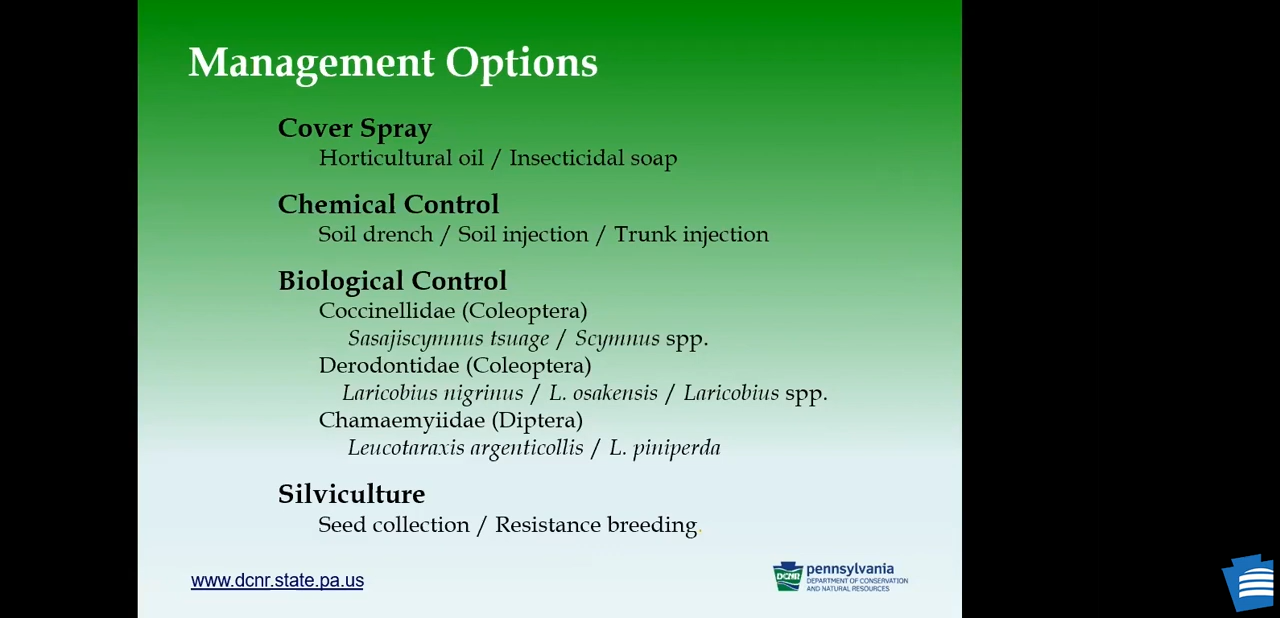 Management Options
Cover Spray
Horticultural oil / Insecticidal soap
Chemical Control
Soil drench / Soil injection / Trunk injection
Biological Control
Coccinellidae (Coleoptera)
Sasajiscymnus tsuage / Scymnus spp.
Derodontidae (Coleoptera)
Laricobius nigrinus / L. osakensis / Laricobius spp.
Chamaemyiidae (Diptera)
Leucotaraxis argenticollis / L. piniperda
Silviculture
Seed collection / Resistance breeding.
www.dcnr.state.pa.us
DCNR
pennsylvania
DEPARTMENT OF CONSERVATION
AND NATURAL RESOURCES